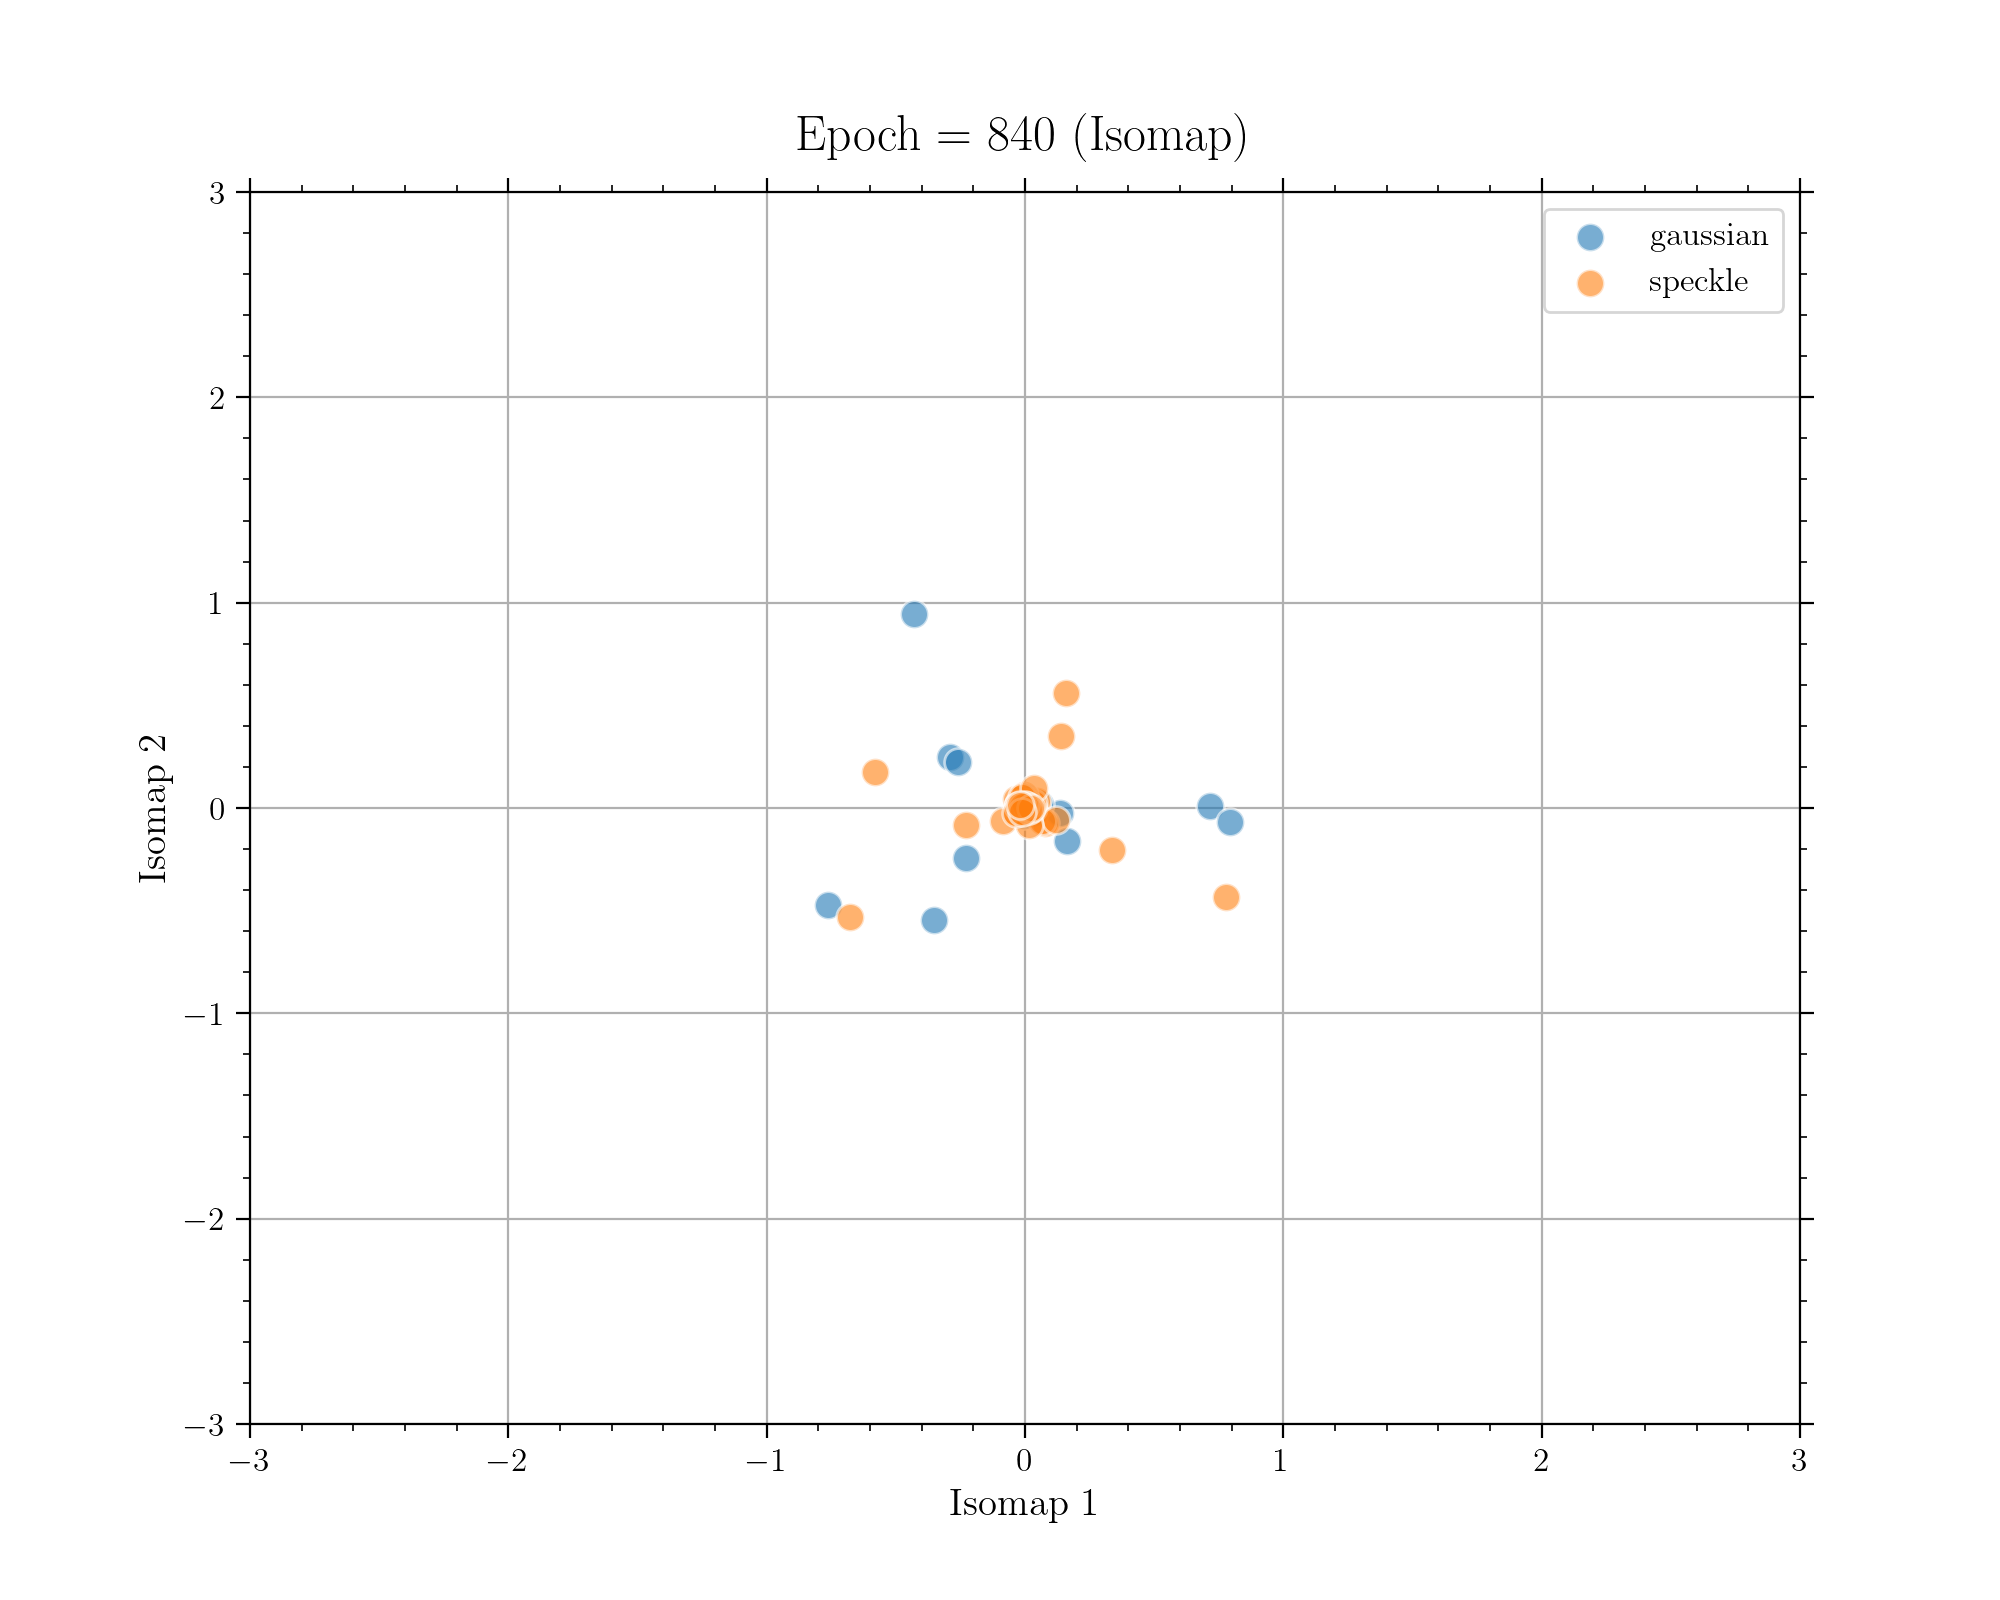 Epoch = 840 (Isomap)
gaussian
speckle
3
2
1
0
−1
−2
−3
Isomap 2
−3 −2 −1 0 1 2 3
Isomap 1